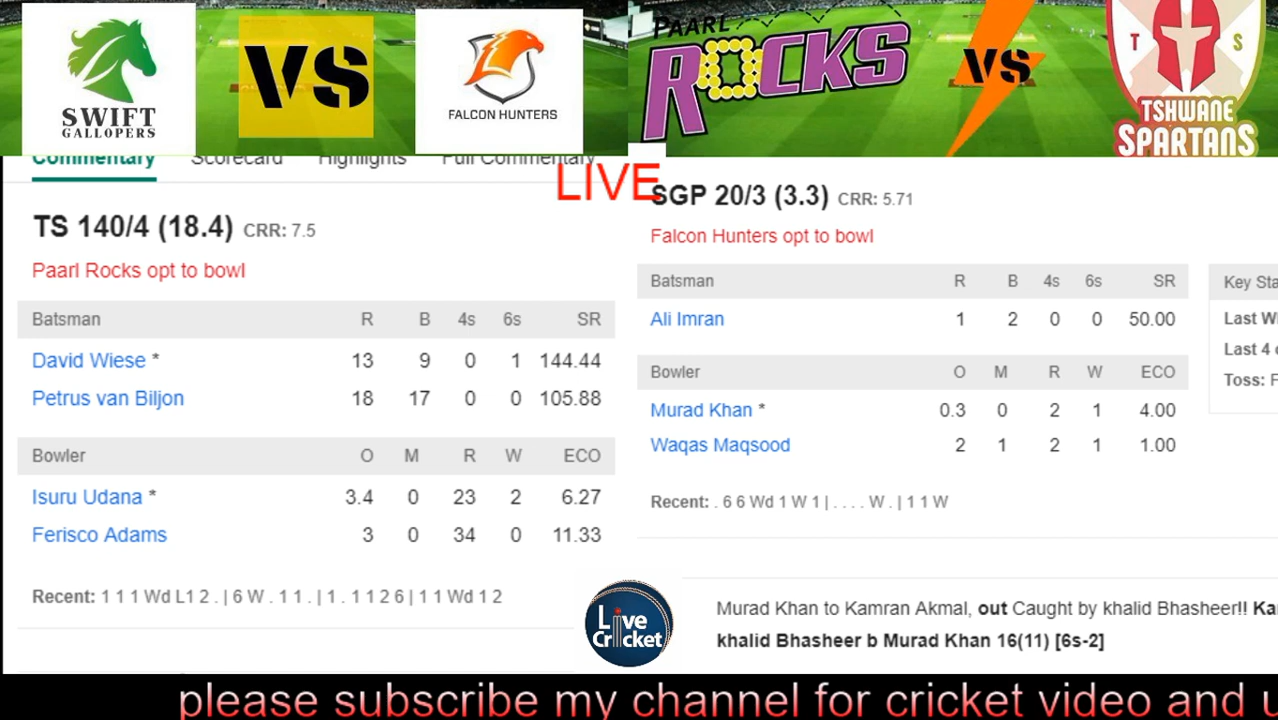 SWIFT
GALLOPERS
VS
FALCON HUNTERS
PAARL
ROCKS
VS
T S
TSHWANE
SPARTANS
Commentary Scorecard Highlights Full Commentary
LIVE
TS 140/4 (18.4) CRR: 7.5
Paarl Rocks opt to bowl
Batsman R B 4s 6s SR
David Wiese * 13 9 0 1 144.44
Petrus van Biljon 18 17 0 0 105.88
Bowler O M R W ECO
Isuru Udana * 3.4 0 23 2 6.27
Ferisco Adams 3 0 34 0 11.33
Recent: 1 1 1 Wd L1 2 . | 6 W . 1 1 . | 1 . 1 1 2 6 | 1 1 Wd 1 2
SGP 20/3 (3.3) CRR: 5.71
Falcon Hunters opt to bowl
Batsman R B 4s 6s SR
Ali Imran 1 2 0 0 50.00
Bowler O M R W ECO
Murad Khan * 0.3 0 2 1 4.00
Waqas Maqsood 2 1 2 1 1.00
Recent: . 6 6 Wd 1 W 1 | . . . . W . | 1 1 W
Key Sta
Last W
Last 4
Toss: F
Live
Cricket
Murad Khan to Kamran Akmal, out Caught by khalid Bhasheer!! Ka
khalid Bhasheer b Murad Khan 16(11) [6s-2]
please subscribe my channel for cricket video and u